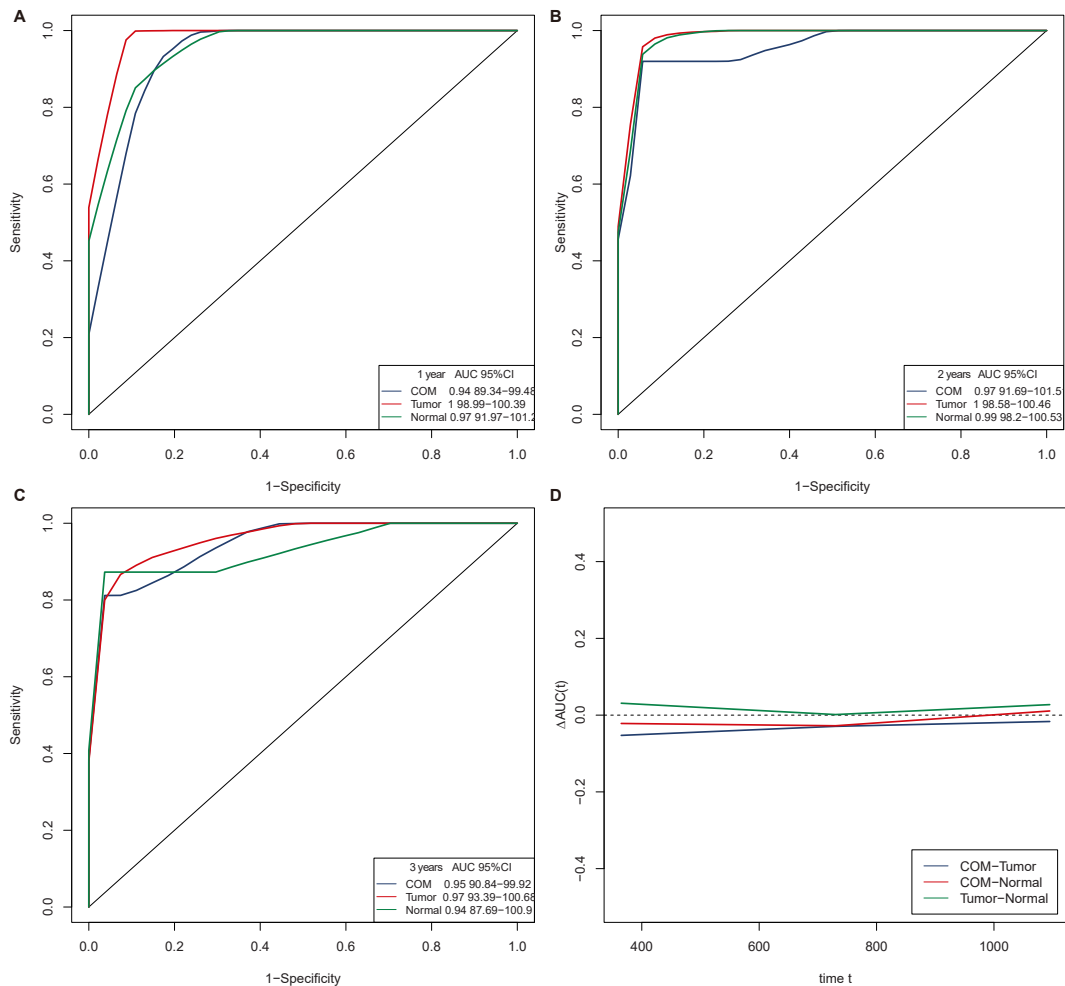 A
Sensitivity
0.0 0.2 0.4 0.6 0.8 1.0
1 year AUC 95%CI
COM 0.94 89.34−99.48
Tumor 1 98.99−100.39
Normal 0.97 91.97−101.2
0.0 0.2 0.4 0.6 0.8 1.0
1−Specificity
B
Sensitivity
0.0 0.2 0.4 0.6 0.8 1.0
2 years AUC 95%CI
COM 0.97 91.69−101.5
Tumor 1 98.58−100.46
Normal 0.99 98.2−100.53
0.0 0.2 0.4 0.6 0.8 1.0
1−Specificity
C
Sensitivity
0.0 0.2 0.4 0.6 0.8 1.0
3 years AUC 95%CI
COM 0.95 90.84−99.92
Tumor 0.97 93.39−100.68
Normal 0.94 87.69−100.9
0.0 0.2 0.4 0.6 0.8 1.0
1−Specificity
D
ΔAUC(t)
−0.4 −0.2 0.0 0.2 0.4
COM−Tumor
COM−Normal
Tumor−Normal
400 600 800 1000
time t